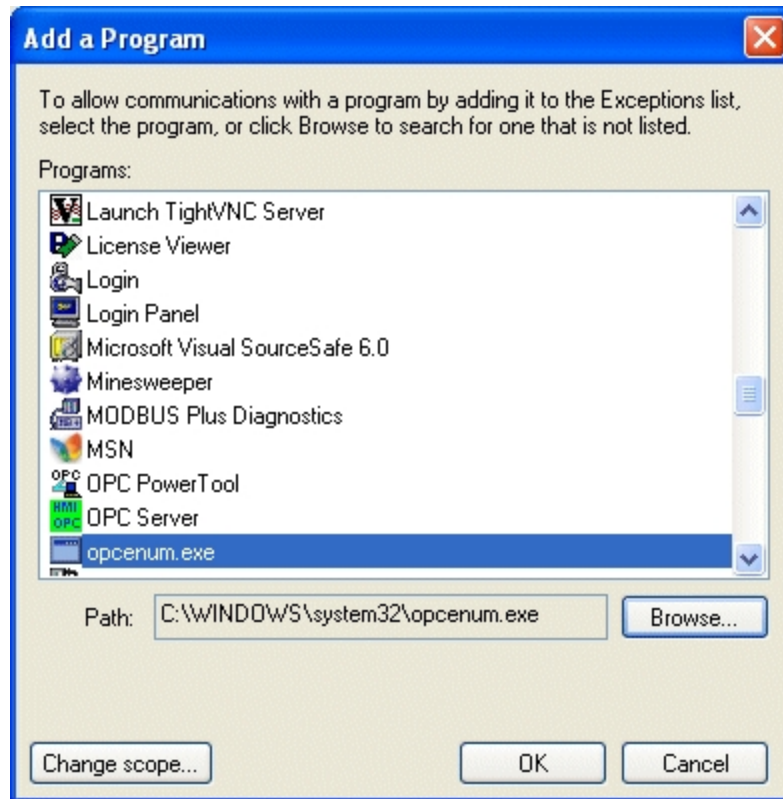 Add a Program
To allow communications with a program by adding it to the Exceptions list,
select the program, or click Browse to search for one that is not listed.
Programs:
Launch TightVNC Server
License Viewer
Login
Login Panel
Microsoft Visual SourceSafe 6.0
Minesweeper
MODBUS Plus Diagnostics
MSN
OPC PowerTool
HMI OPC OPC Server
opcenum.exe
Path: C:\WINDOWS\system32\opcenum.exe Browse...
Change scope... OK Cancel